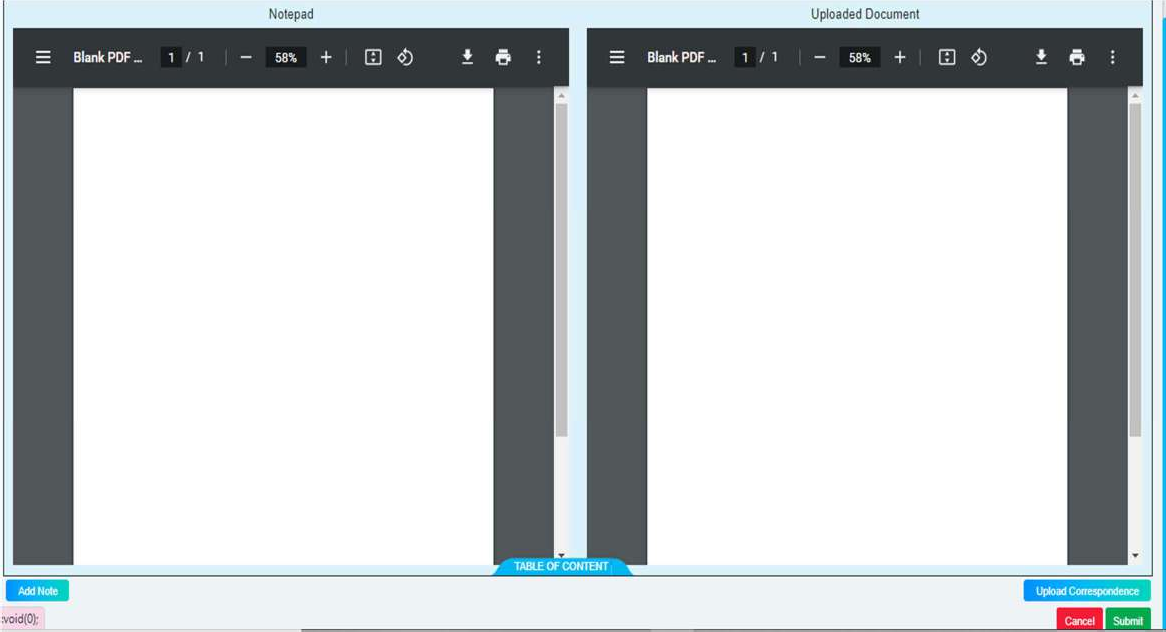 Notepad
Uploaded Document
Blank PDF ... 1 / 1 58%
Blank PDF ... 1 / 1 58%
TABLE OF CONTENT
Add Note
Upload Correspondence
:void(0);
Cancel Submit